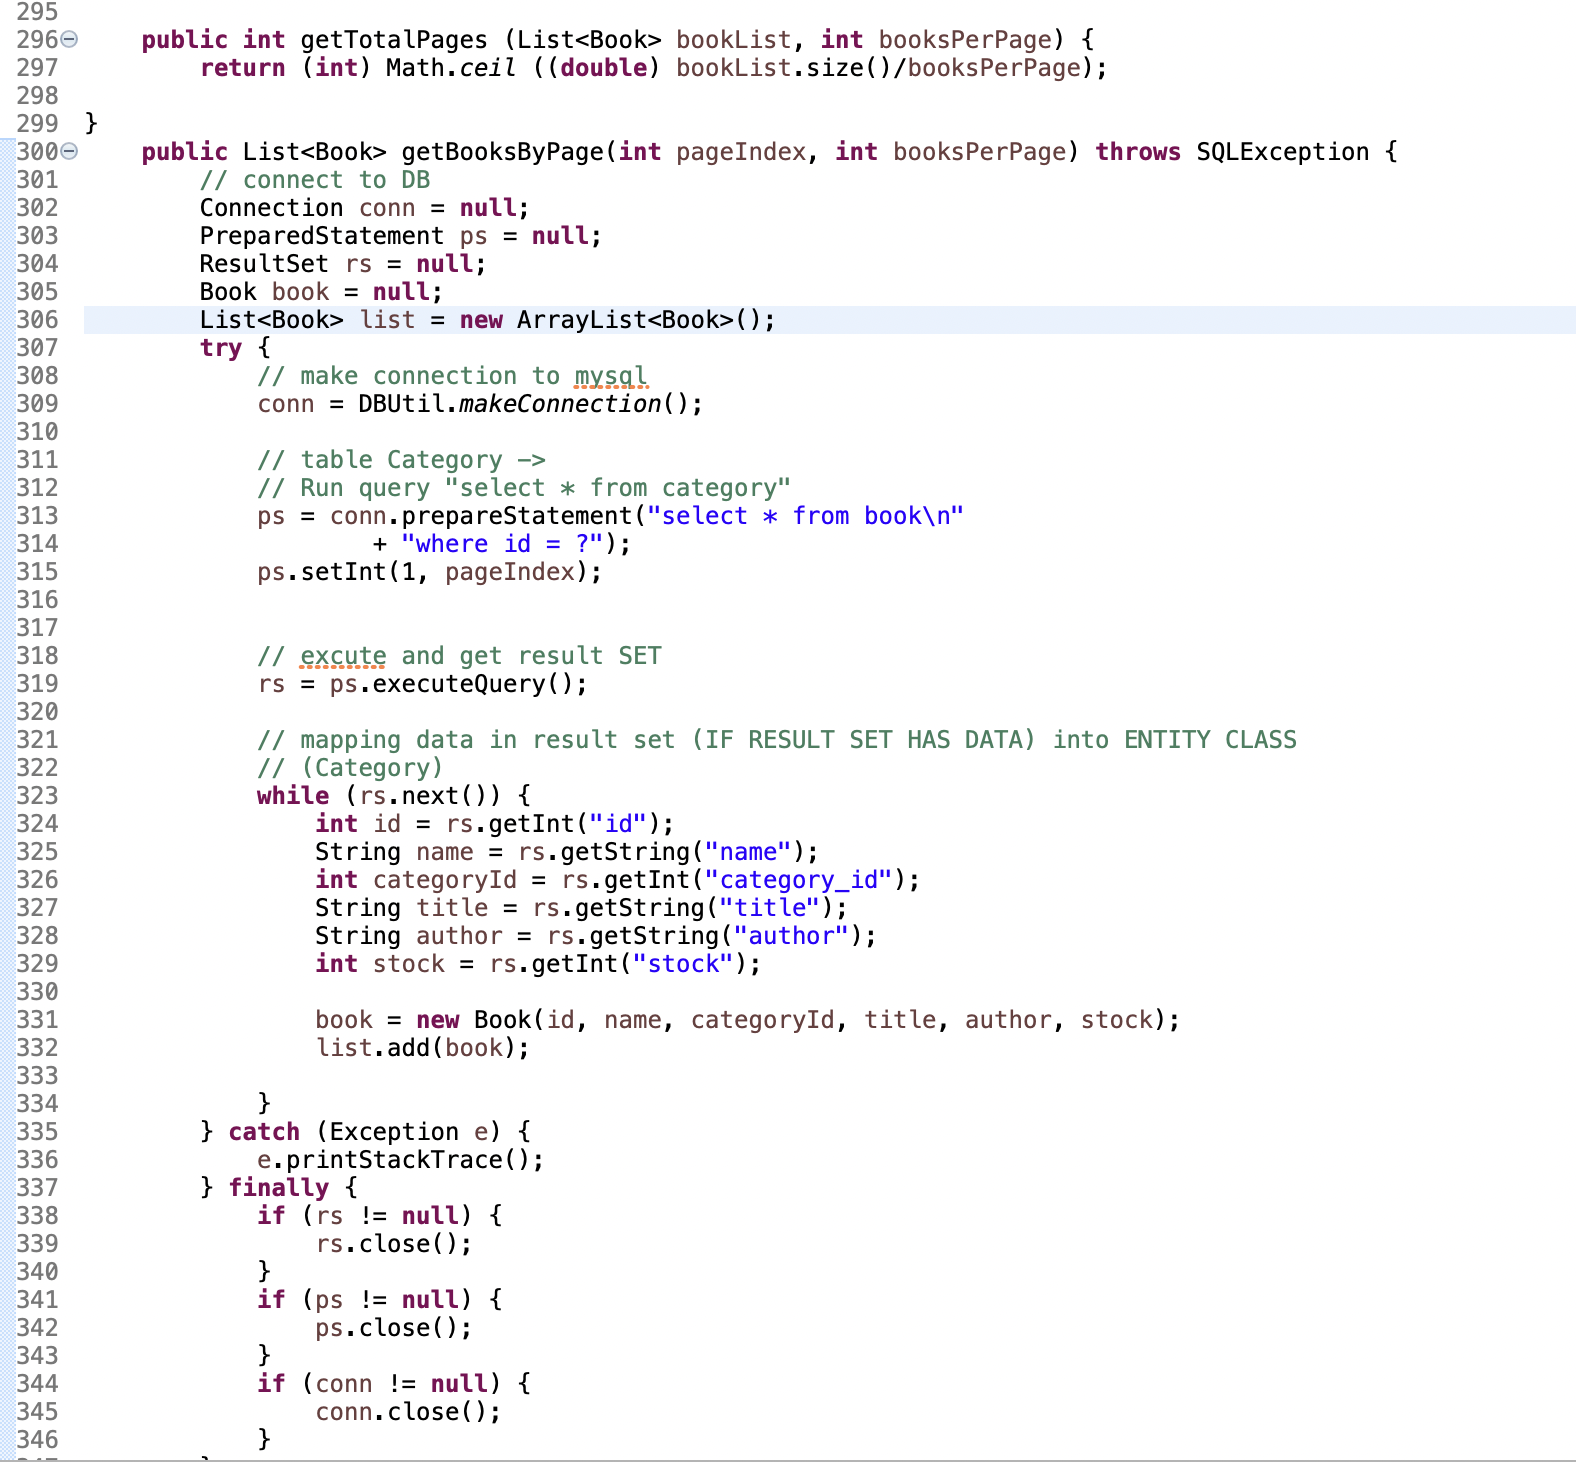 295
296 public int getTotalPages (List<Book> bookList, int booksPerPage) {
297 return (int) Math.ceil ((double) bookList.size()/booksPerPage);
298
299 }
300 public List<Book> getBooksByPage(int pageIndex, int booksPerPage) throws SQLException {
301 // connect to DB
302 Connection conn = null;
303 PreparedStatement ps = null;
304 ResultSet rs = null;
305 Book book = null;
306 List<Book> list = new ArrayList<Book>();
307 try {
308 // make connection to mysql
309 conn = DBUtil.makeConnection();
310
311 // table Category ->
312 // Run query "select * from category"
313 ps = conn.prepareStatement("select * from book\n"
314 + "where id = ?");
315 ps.setInt(1, pageIndex);
316
317
318 // excute and get result SET
319 rs = ps.executeQuery();
320
321 // mapping data in result set (IF RESULT SET HAS DATA) into ENTITY CLASS
322 // (Category)
323 while (rs.next()) {
324 int id = rs.getInt("id");
325 String name = rs.getString("name");
326 int categoryId = rs.getInt("category_id");
327 String title = rs.getString("title");
328 String author = rs.getString("author");
329 int stock = rs.getInt("stock");
330
331 book = new Book(id, name, categoryId, title, author, stock);
332 list.add(book);
333
334 }
335 } catch (Exception e) {
336 e.printStackTrace();
337 } finally {
338 if (rs != null) {
339 rs.close();
340 }
341 if (ps != null) {
342 ps.close();
343 }
344 if (conn != null) {
345 conn.close();
346 }